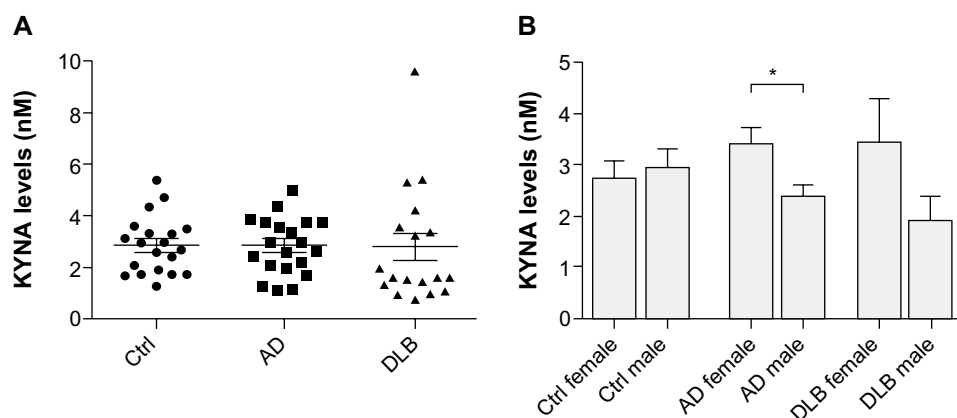 A
KYNA levels (nM)
10
8
6
4
2
0
Ctrl
AD
DLB
B
KYNA levels (nM)
5
4
3
2
1
0
*
Ctrl female
Ctrl male
AD female
AD male
DLB female
DLB male